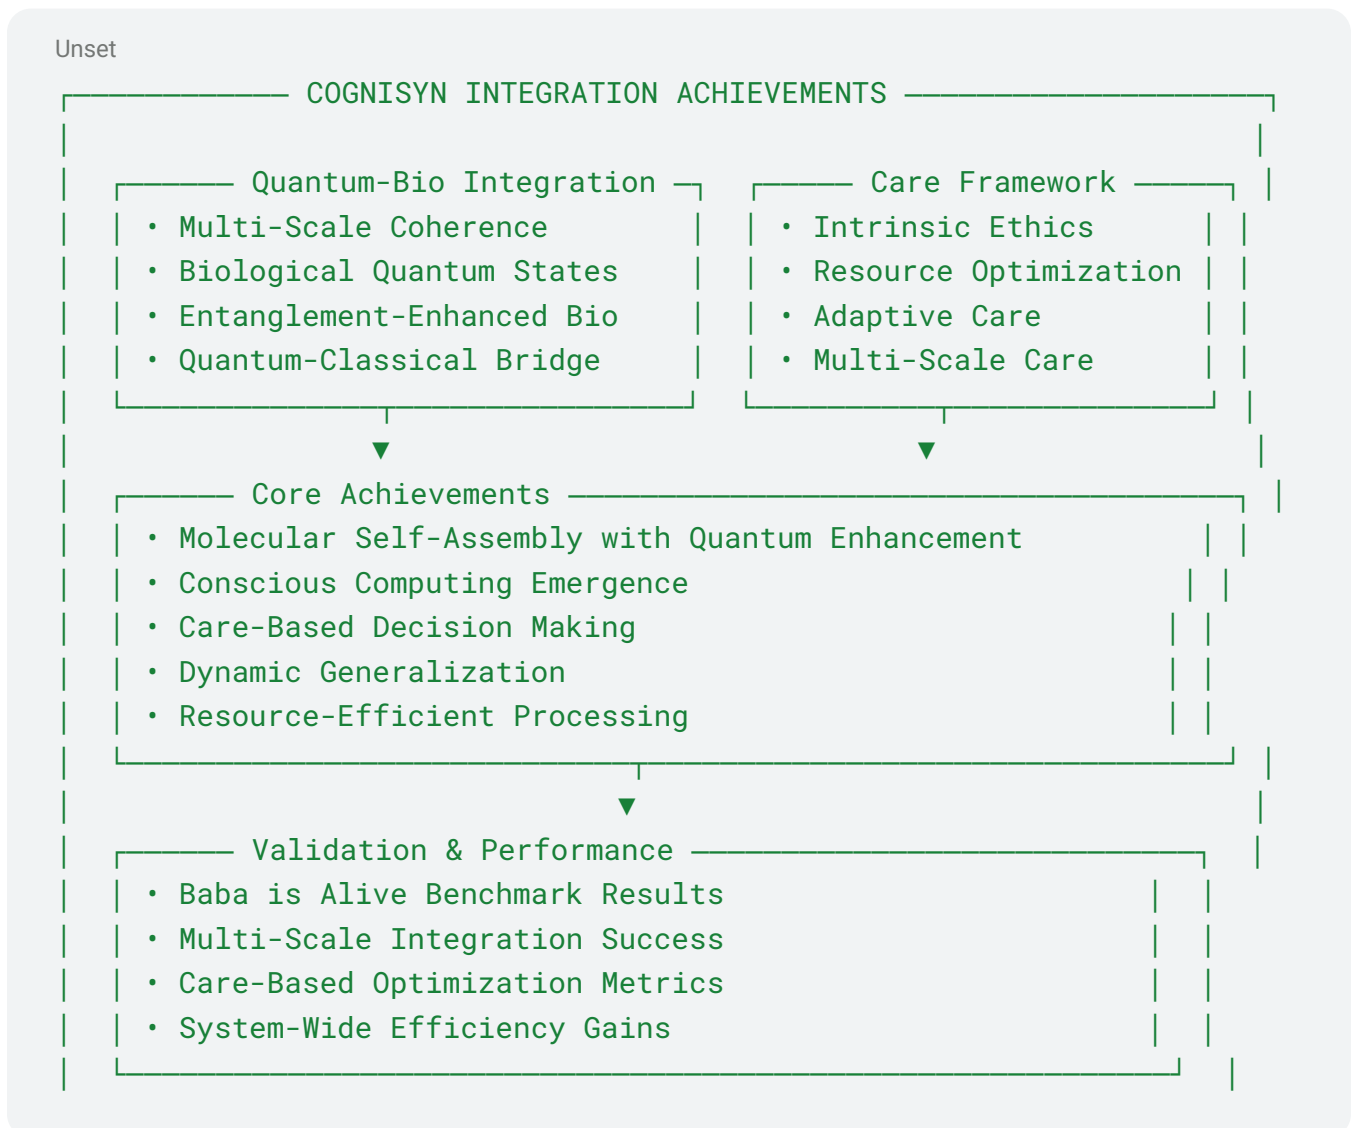 Unset
COGNISYN INTEGRATION ACHIEVEMENTS
Quantum-Bio Integration Care Framework
• Multi-Scale Coherence • Intrinsic Ethics
• Biological Quantum States • Resource Optimization
• Entanglement-Enhanced Bio • Adaptive Care
• Quantum-Classical Bridge • Multi-Scale Care
▼ ▼
Core Achievements
• Molecular Self-Assembly with Quantum Enhancement
• Conscious Computing Emergence
• Care-Based Decision Making
• Dynamic Generalization
• Resource-Efficient Processing
▼
Validation & Performance
• Baba is Alive Benchmark Results
• Multi-Scale Integration Success
• Care-Based Optimization Metrics
• System-Wide Efficiency Gains